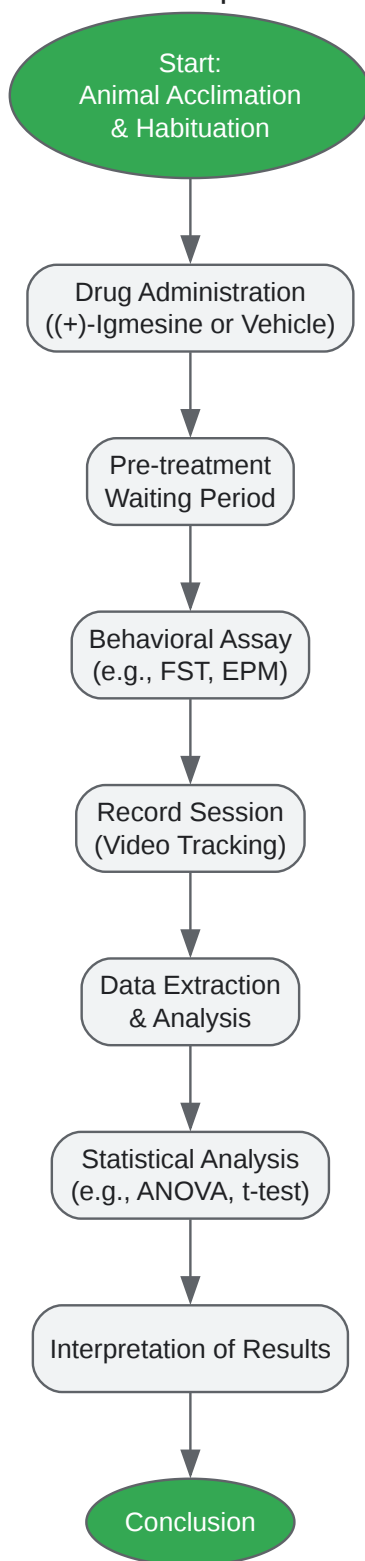 Start:
Animal Acclimation
& Habituation
Drug Administration
((+)-Igmesine or Vehicle)
Pre-treatment
Waiting Period
Behavioral Assay
(e.g., FST, EPM)
Record Session
(Video Tracking)
Data Extraction
& Analysis
Statistical Analysis
(e.g., ANOVA, t-test)
Interpretation of Results
Conclusion